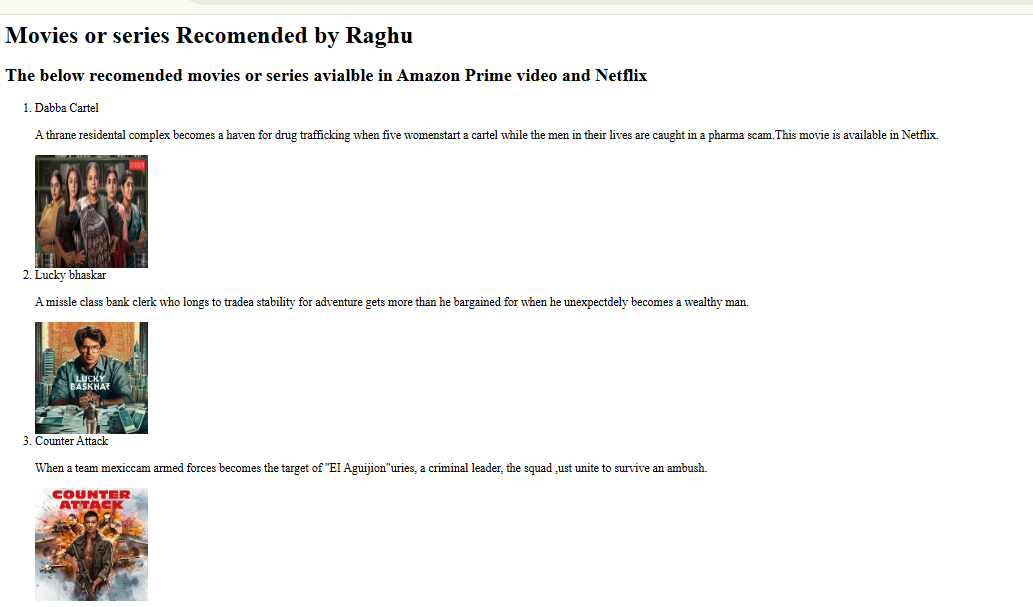 Movies or series Recomended by Raghu
The below recomended movies or series avialble in Amazon Prime video and Netflix
1. Dabba Cartel
A thrane residental complex becomes a haven for drug trafficking when five womenstart a cartel while the men in their lives are caught in a pharma scam.This movie is available in Netflix.
2. Lucky bhaskar
A missle class bank clerk who longs to tradea stability for adventure gets more than he bargained for when he unexpectdely becomes a wealthy man.
LUCKY
BASKHAR
3. Counter Attack
When a team mexiccam armed forces becomes the target of "EI Aguijion"uries, a criminal leader, the squad ,ust unite to survive an ambush.
COUNTER
ATTACK